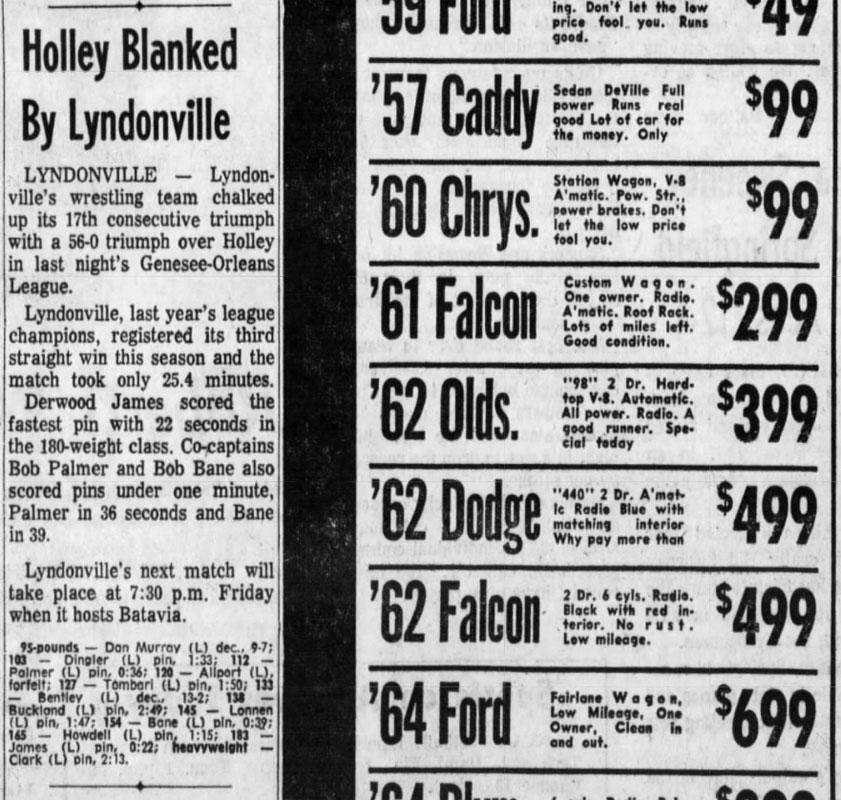 Holley Blanked
By Lyndonville
LYNDONVILLE — Lyndon-
ville's wrestling team chalked
up its 17th consecutive triumph
with a 56-0 triumph over Holley
in last night's Genesee-Orleans
League.
Lyndonville, last year's league
champions, registered its third
straight win this season and the
match took only 25.4 minutes.
Derwood James scored the
fastest pin with 22 seconds in
the 180-weight class. Co-captains
Bob Palmer and Bob Bane also
scored pins under one minute,
Palmer in 36 seconds and Bane
in 39.
Lyndonville's next match will
take place at 7:30 p.m. Friday
when it hosts Batavia.
95-pounds — Dan Murray (L) dec., 9-7;
103 — Dingler (L) pin, 1:33; 112 —
Palmer (L) pin, 0:36; 120 — Allport (L),
forfeit; 127 — Tombari (L) pin, 1:50; 133
— Bentley (L) dec., 13-2; 138 —
Buckland (L) pin, 2:49; 145 — Lonnen
(L) pin, 1:47; 154 — Bane (L) pin, 0:39;
165 — Howdell (L) pin, 1:15; 183 —
James (L) pin, 0:22; heavyweight —
Clark (L) pin, 2:13.
'59 Ford
ing. Don't let the low
price fool you. Runs
good.
$49
'57 Caddy
Sedan DeVille Full
power Runs real
good Lot of car for
the money. Only
$99
'60 Chrys.
Station Wagon, V-8
A'matic. Pow. Str.,
power brakes. Don't
let the low price
fool you.
$99
'61 Falcon
Custom Wagon.
One owner. Radio.
A'matic. Roof Rack.
Lots of miles left.
Good condition.
$299
'62 Olds.
"98" 2 Dr. Hard-
top V-8. Automatic.
All power. Radio. A
good runner. Spe-
cial today
$399
'62 Dodge
"440" 2 Dr. A'mat-
ic Radio Blue with
matching interior
Why pay more than
$499
'62 Falcon
2 Dr. 6 cyls. Radio.
Black with red in-
terior. No rust.
Low mileage.
$499
'64 Ford
Fairlane Wagon,
Low Mileage, One
Owner, Clean in
and out.
$699
'64